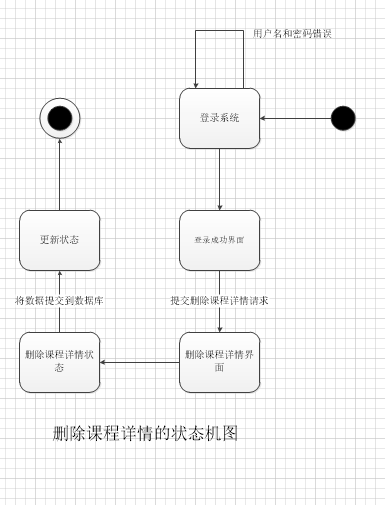 用户名和密码错误
登录系统
更新状态
登录成功界面
将数据提交到数据库
提交删除课程详情请求
删除课程详情状
态
删除课程详情界
面
删除课程详情的状态机图